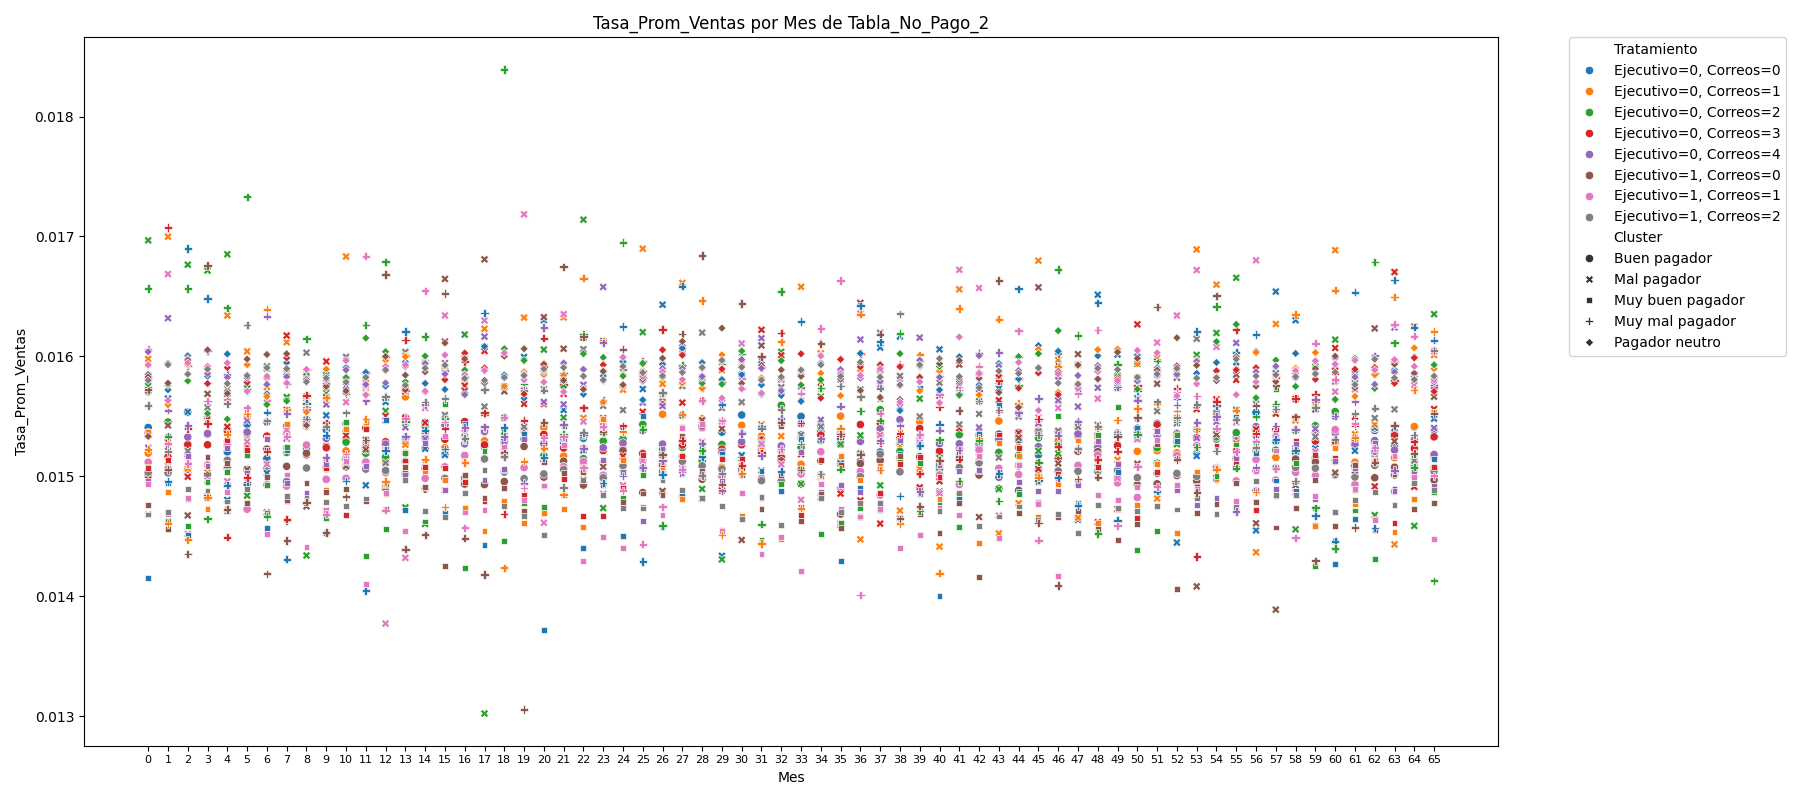 Tasa_Prom_Ventas por Mes de Tabla_No_Pago_2
Tasa_Prom_Ventas
0.018
0.017
0.016
0.015
0.014
0.013
0 1 2 3 4 5 6 7 8 9 10 11 12 13 14 15 16 17 18 19 20 21 22 23 24 25 26 27 28 29 30 31 32 33 34 35 36 37 38 39 40 41 42 43 44 45 46 47 48 49 50 51 52 53 54 55 56 57 58 59 60 61 62 63 64 65
Mes
Tratamiento
Ejecutivo=0, Correos=0
Ejecutivo=0, Correos=1
Ejecutivo=0, Correos=2
Ejecutivo=0, Correos=3
Ejecutivo=0, Correos=4
Ejecutivo=1, Correos=0
Ejecutivo=1, Correos=1
Ejecutivo=1, Correos=2
Cluster
Buen pagador
Mal pagador
Muy buen pagador
Muy mal pagador
Pagador neutro